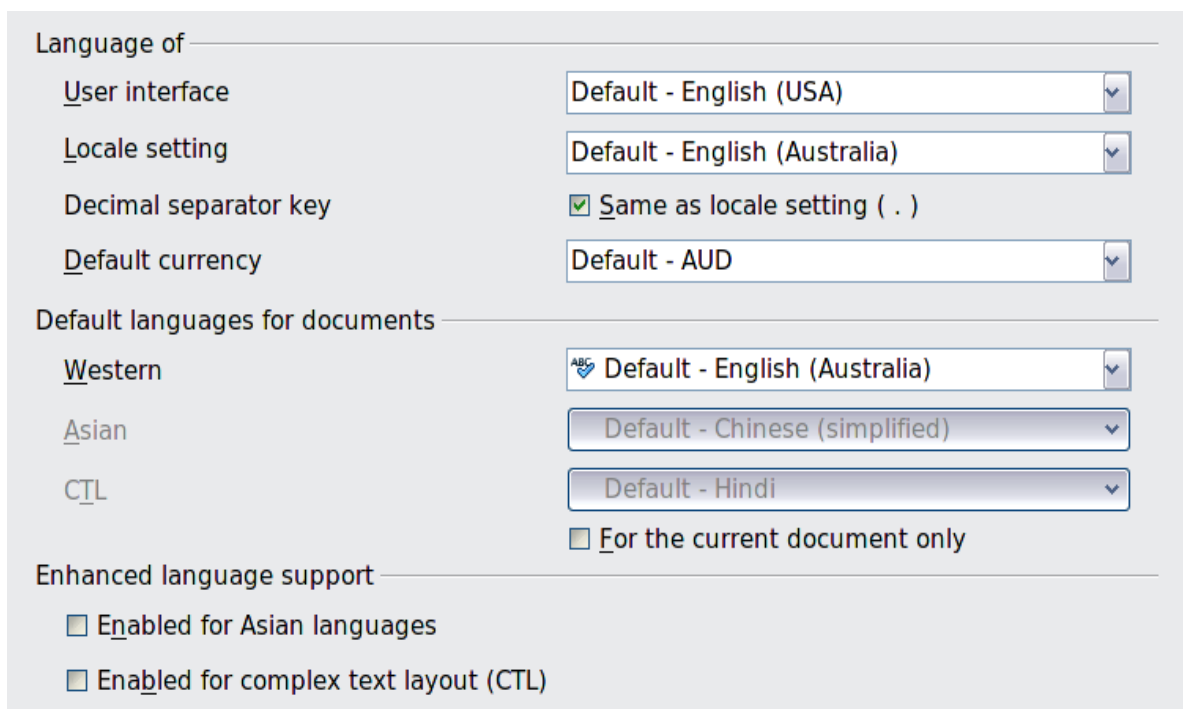 Language of
User interface Default - English (USA)
Locale setting Default - English (Australia)
Decimal separator key Same as locale setting ( . )
Default currency Default - AUD
Default languages for documents
Western ABC Default - English (Australia)
Asian Default - Chinese (simplified)
CTL Default - Hindi
For the current document only
Enhanced language support
Enabled for Asian languages
Enabled for complex text layout (CTL)